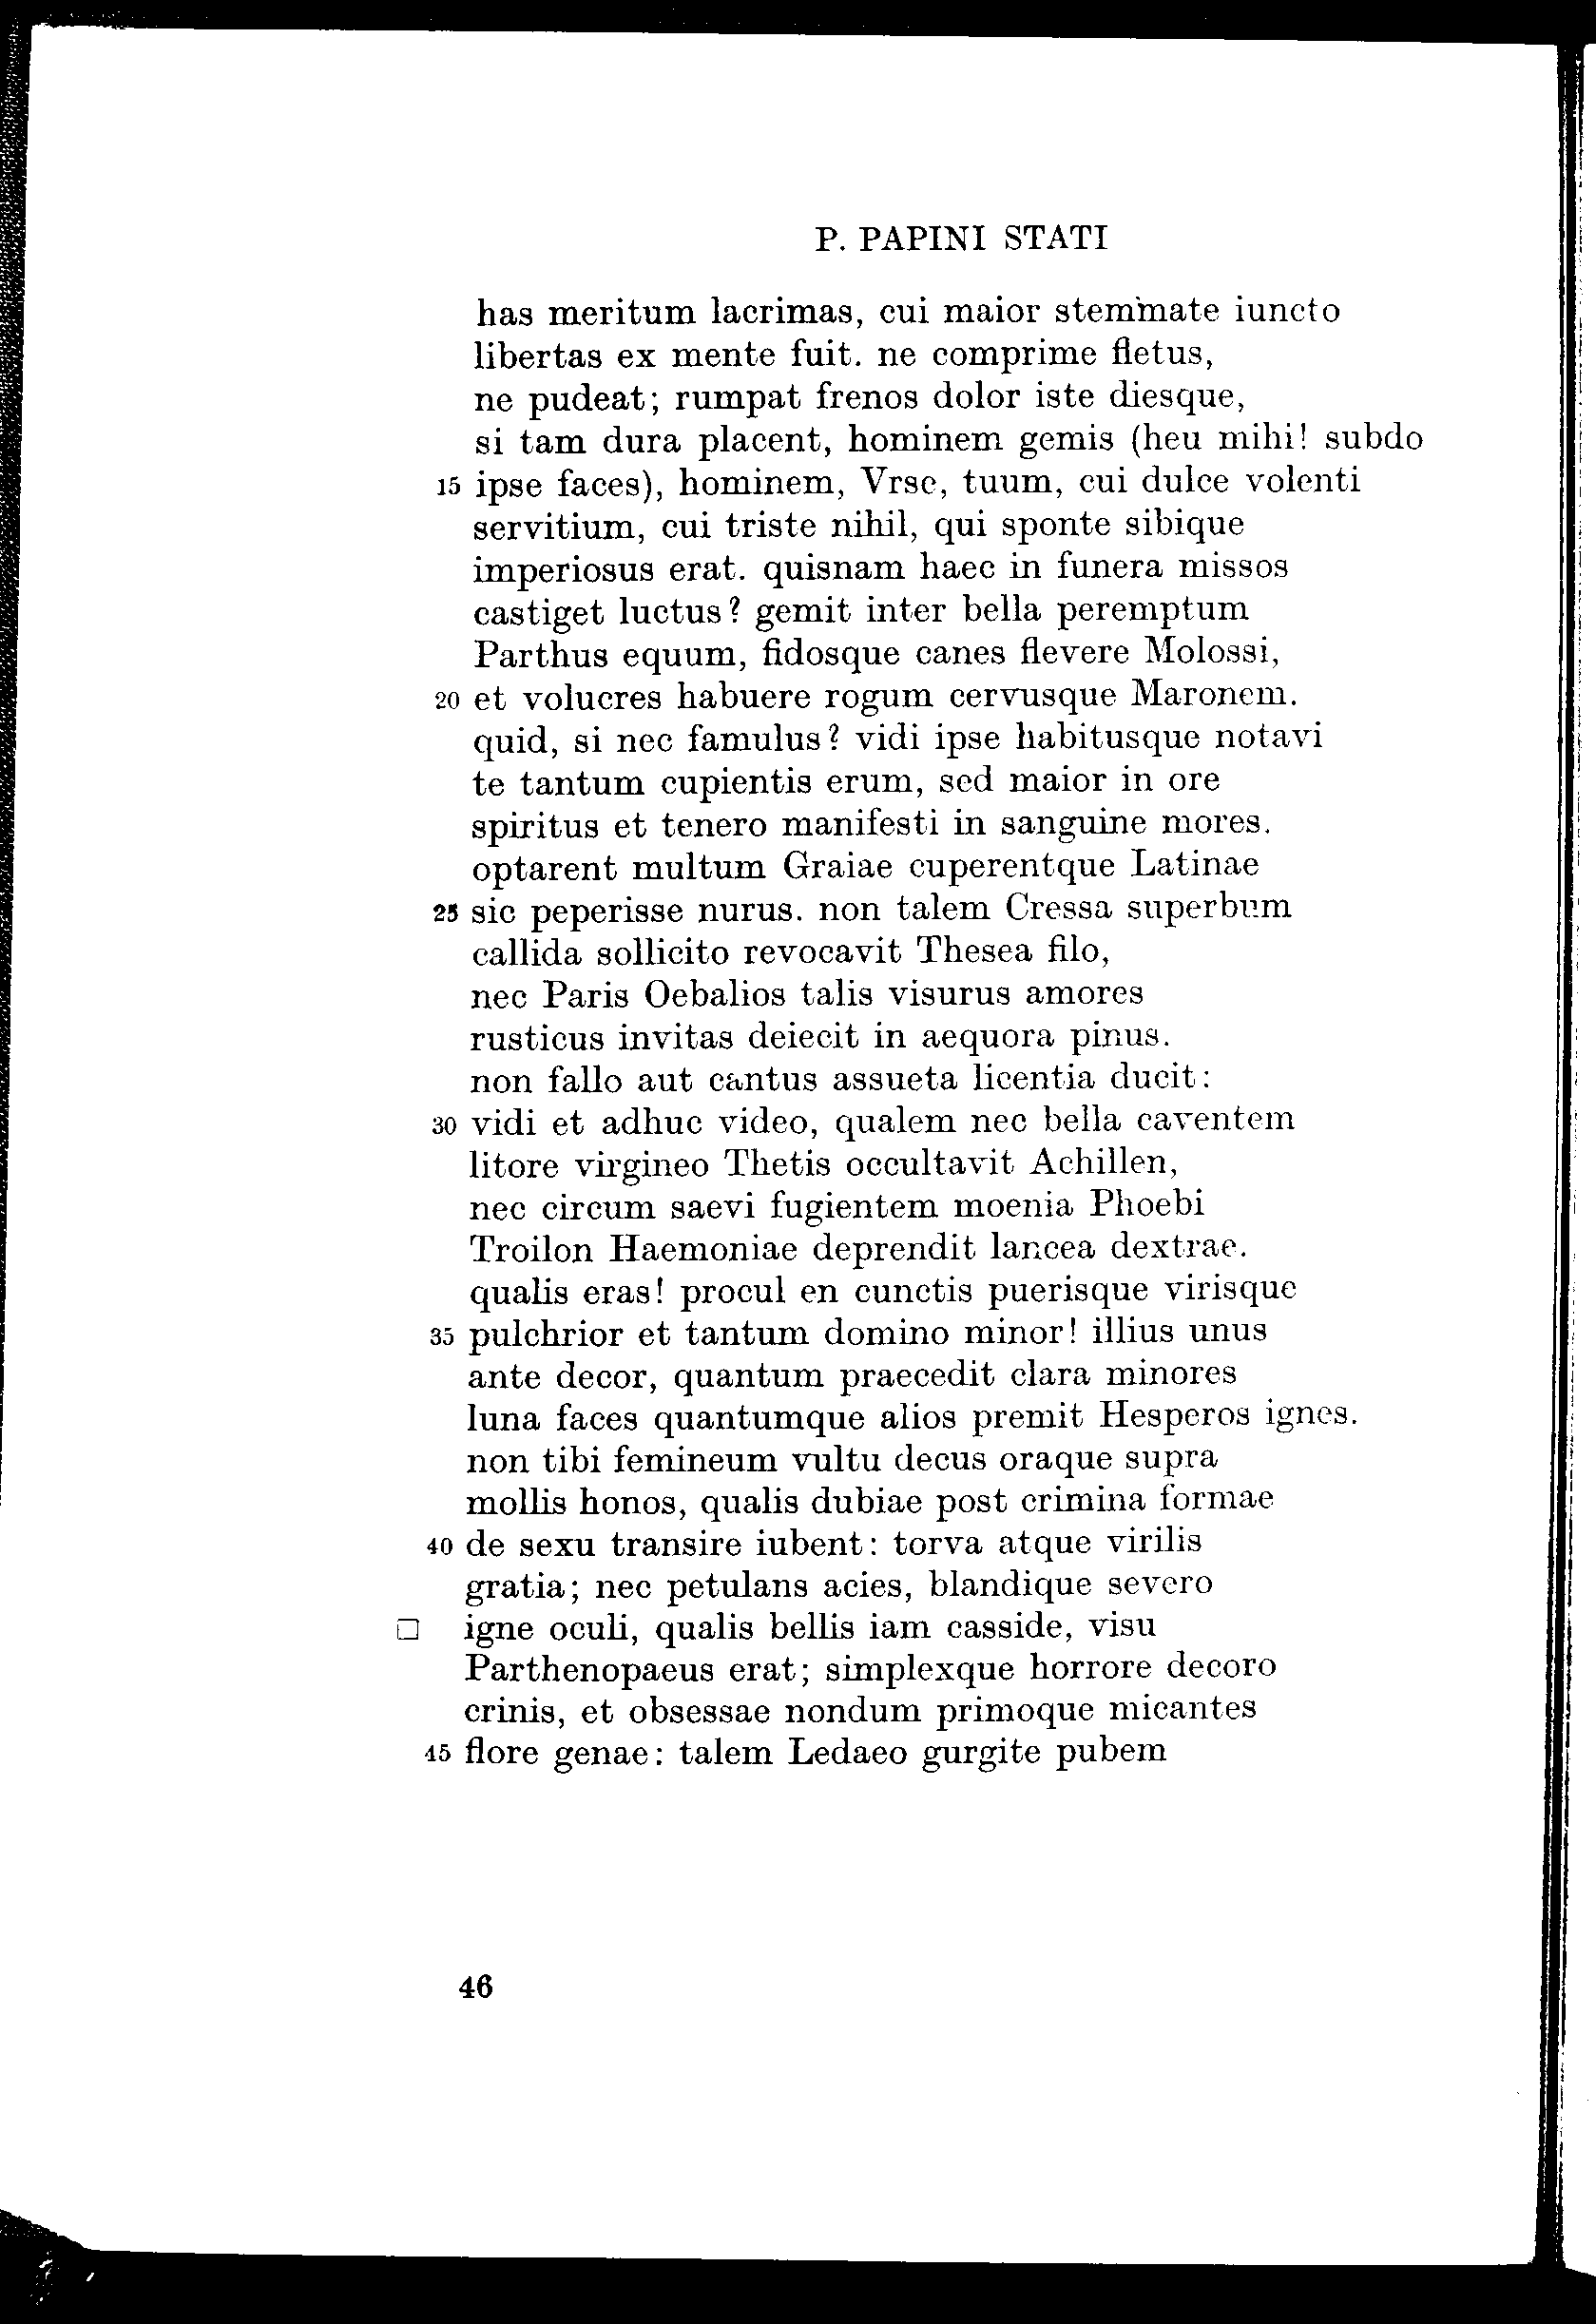 P. PAPINI STATI
has meritum lacrimas, cui maior stemmate iuncto
libertas ex mente fuit. ne comprime fletus,
ne pudeat; rumpat frenos dolor iste diesque,
si tam dura placent, hominem gemis (heu mihi! subdo
15 ipse faces), hominem, Vrse, tuum, cui dulce volenti
servitium, cui triste nihil, qui sponte sibique
imperiosus erat. quisnam haec in funera missos
castiget luctus? gemit inter bella peremptum
Parthus equum, fidosque canes flevere Molossi,
20 et volucres habuere rogum cervusque Maronem.
quid, si nec famulus? vidi ipse habitusque notavi
te tantum cupientis erum, sed maior in ore
spiritus et tenero manifesti in sanguine mores.
optarent multum Graiae cuperentque Latinae
25 sic peperisse nurus. non talem Cressa superbum
callida sollicito revocavit Thesea filo,
nec Paris Oebalios talis visurus amores
rusticus invitas deiecit in aequora pinus.
non fallo aut cantus assueta licentia ducit:
30 vidi et adhuc video, qualem nec bella caventem
litore virgineo Thetis occultavit Achillen,
nec circum saevi fugientem moenia Phoebi
Troilon Haemoniae deprendit lancea dextrae.
qualis eras! procul en cunctis puerisque virisque
35 pulchrior et tantum domino minor! illius unus
ante decor, quantum praecedit clara minores
luna faces quantumque alios premit Hesperos ignes.
non tibi femineum vultu decus oraque supra
mollis honos, qualis dubiae post crimina formae
40 de sexu transire iubent: torva atque virilis
gratia; nec petulans acies, blandique severo
□ igne oculi, qualis bellis iam casside, visu
Parthenopaeus erat; simplexque horrore decoro
crinis, et obsessae nondum primoque micantes
45 flore genae: talem Ledaeo gurgite pubem
46